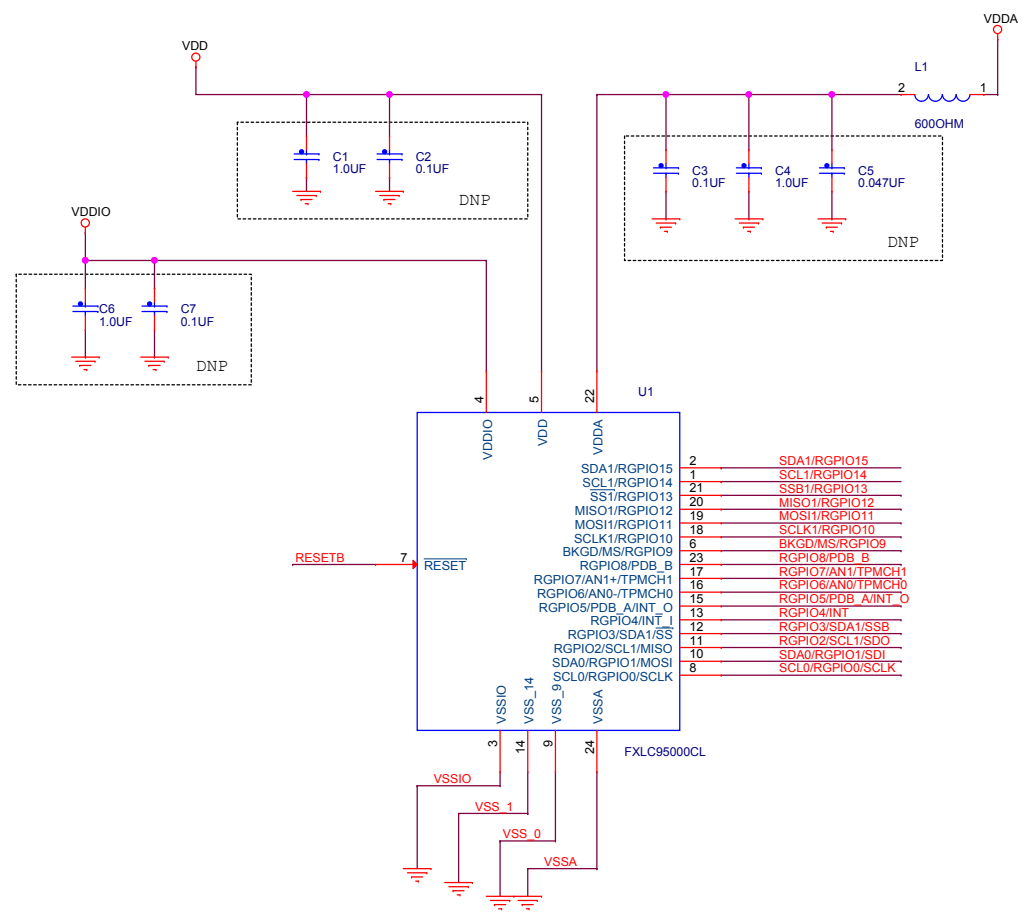 VDDA
VDD
L1
2
1
600OHM
C1
1.0UF
C2
0.1UF
DNP
C3
0.1UF
C4
1.0UF
C5
0.047UF
DNP
VDDIO
C6
1.0UF
C7
0.1UF
DNP
U1
4
5
22
VDDIO
VDD
VDDA
SDA1/RGPIO15 2 SDA1/RGPIO15
SCL1/RGPIO14 1 SCL1/RGPIO14
SS1/RGPIO13 21 SSB1/RGPIO13
MISO1/RGPIO12 20 MISO1/RGPIO12
MOSI1/RGPIO11 19 MOSI1/RGPIO11
SCLK1/RGPIO10 18 SCLK1/RGPIO10
BKGD/MS/RGPIO9 6 BKGD/MS/RGPIO9
RESETB 7 RESET
RGPIO8/PDB_B 23 RGPIO8/PDB_B
RGPIO7/AN1+/TPMCH1 17 RGPIO7/AN1/TPMCH1
RGPIO6/AN0-/TPMCH0 16 RGPIO6/AN0/TPMCH0
RGPIO5/PDB_A/INT_O 15 RGPIO5/PDB_A/INT_O
RGPIO4/INT_I 13 RGPIO4/INT
RGPIO3/SDA1/SS 12 RGPIO3/SDA1/SSB
RGPIO2/SCL1/MISO 11 RGPIO2/SCL1/SDO
SDA0/RGPIO1/MOSI 10 SDA0/RGPIO1/SDI
SCL0/RGPIO0/SCLK 8 SCL0/RGPIO0/SCLK
VSSIO
VSS_14
VSS_9
VSSA
3
14
9
24
FXLC95000CL
VSSIO
VSS_1
VSS_0
VSSA